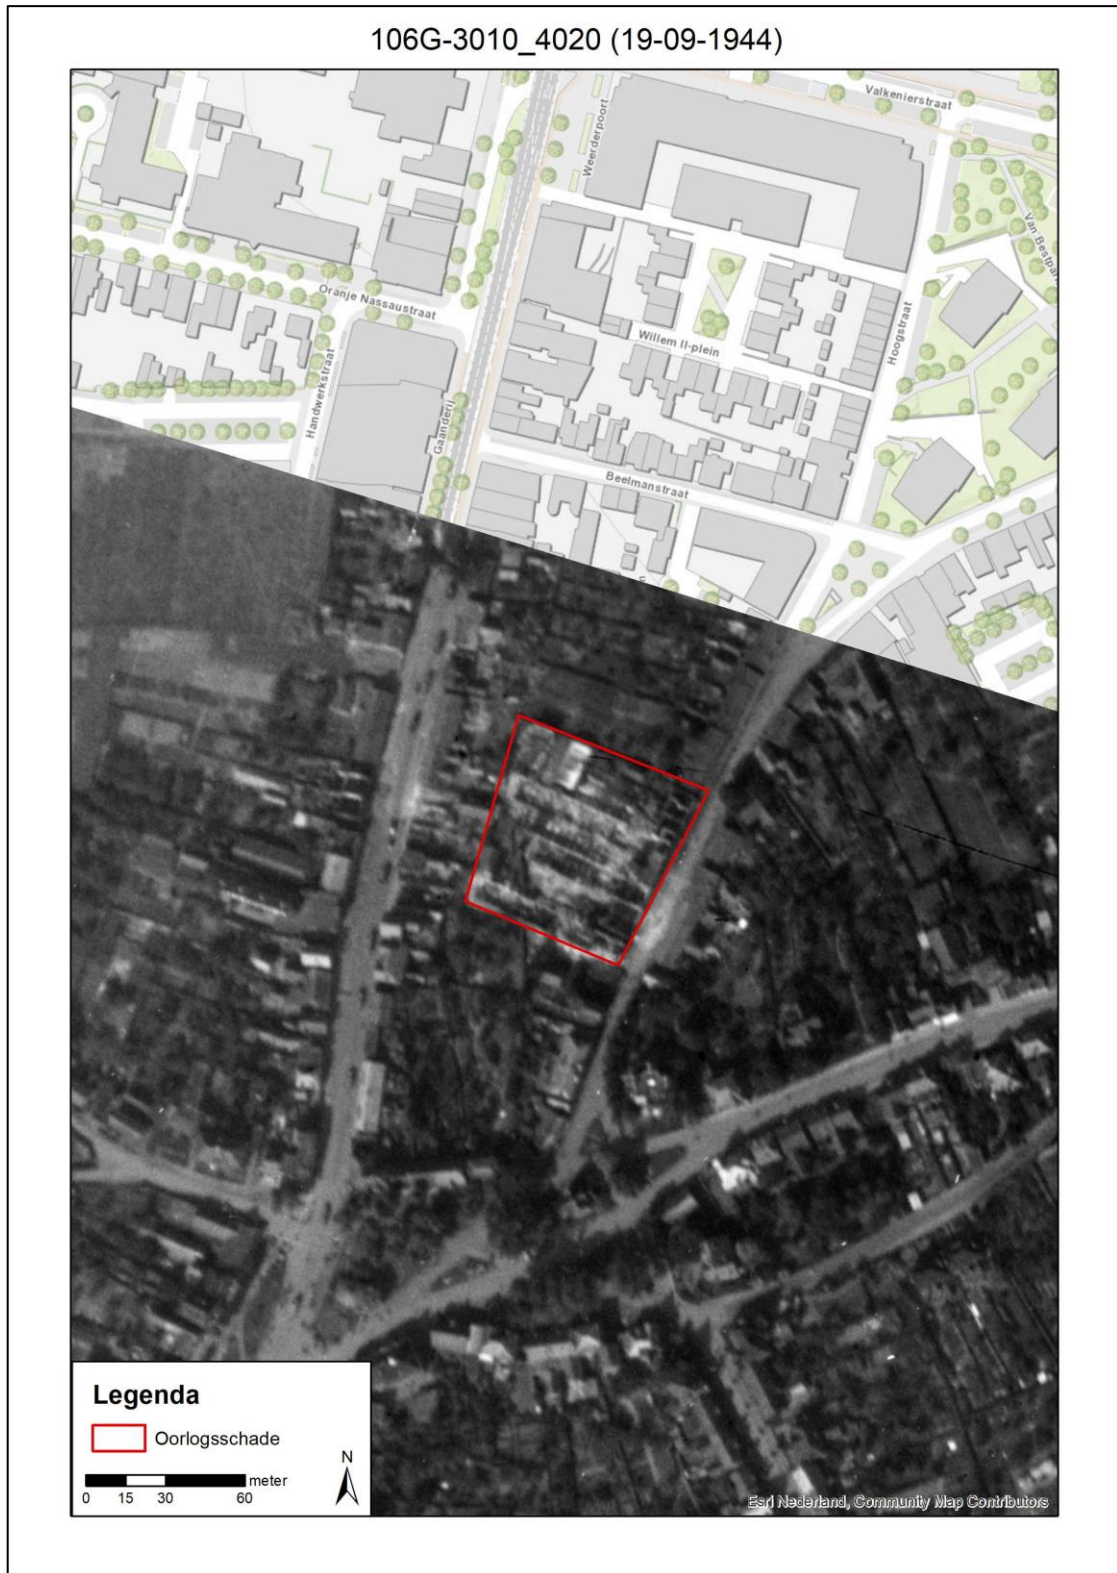 106G-3010_4020 (19-09-1944)
Valkenierstraat
Weerderpoort
Van Bestpark
Oranje Nassaustraat
Hoogstraat
Willem II-plein
Handwerkstraat
Gaanderij
Beelmanstraat
Legenda
Oorlogsschade
N
meter
0 15 30 60
Esri Nederland, Community Map Contributors